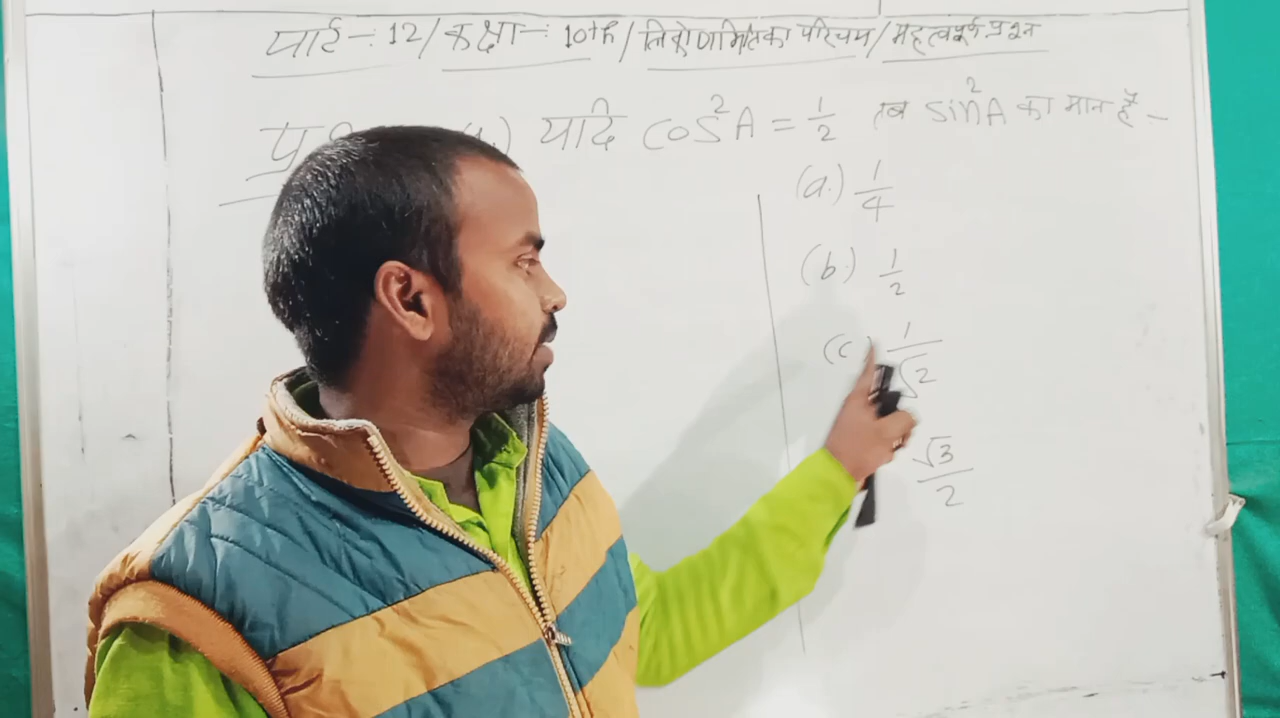 पार्ट-: 12/ कक्षा-: 10th/ त्रिकोणमिति का परिचय/ महत्वपूर्ण प्रश्न
यदि cos²A = 1/2 तब sin²A का मान है -
(a.) 1/4
(b.) 1/2
(c) 1/√2
√3/2